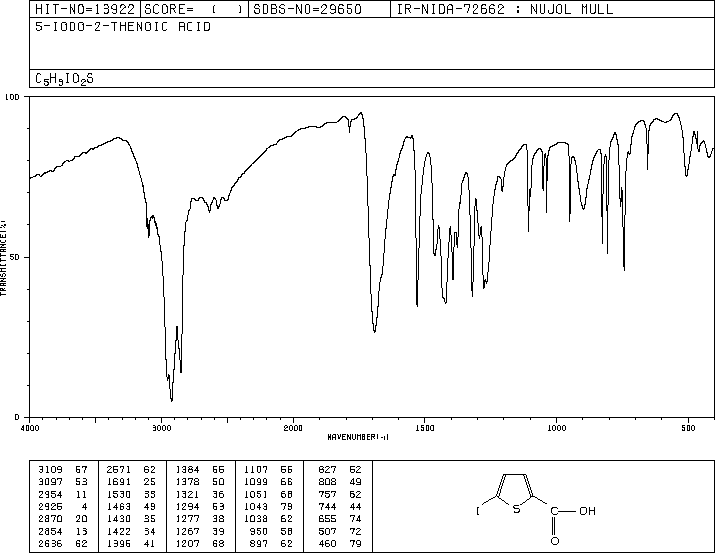 HIT-NO=13922 SCORE= ( ) SDBS-NO=29650 IR-NIDA-72662 : NUJOL MULL
5-IODO-2-THENOIC ACID
C5H3IO2S
100
50
0
TRANSMITTANCE(%)
4000 3000 2000 1500 1000 500
WAVENUMBER(-1)
3109 57 2571 62 1384 55 1107 55 827 52
3097 53 1691 25 1378 50 1099 66 808 49
2954 11 1530 33 1321 36 1051 68 757 62
2925 4 1463 49 1294 53 1043 79 744 44
2870 20 1430 35 1277 38 1038 62 655 74
2854 13 1422 34 1267 39 950 58 507 72
2636 62 1395 41 1207 68 897 62 460 79
I S C OH
O